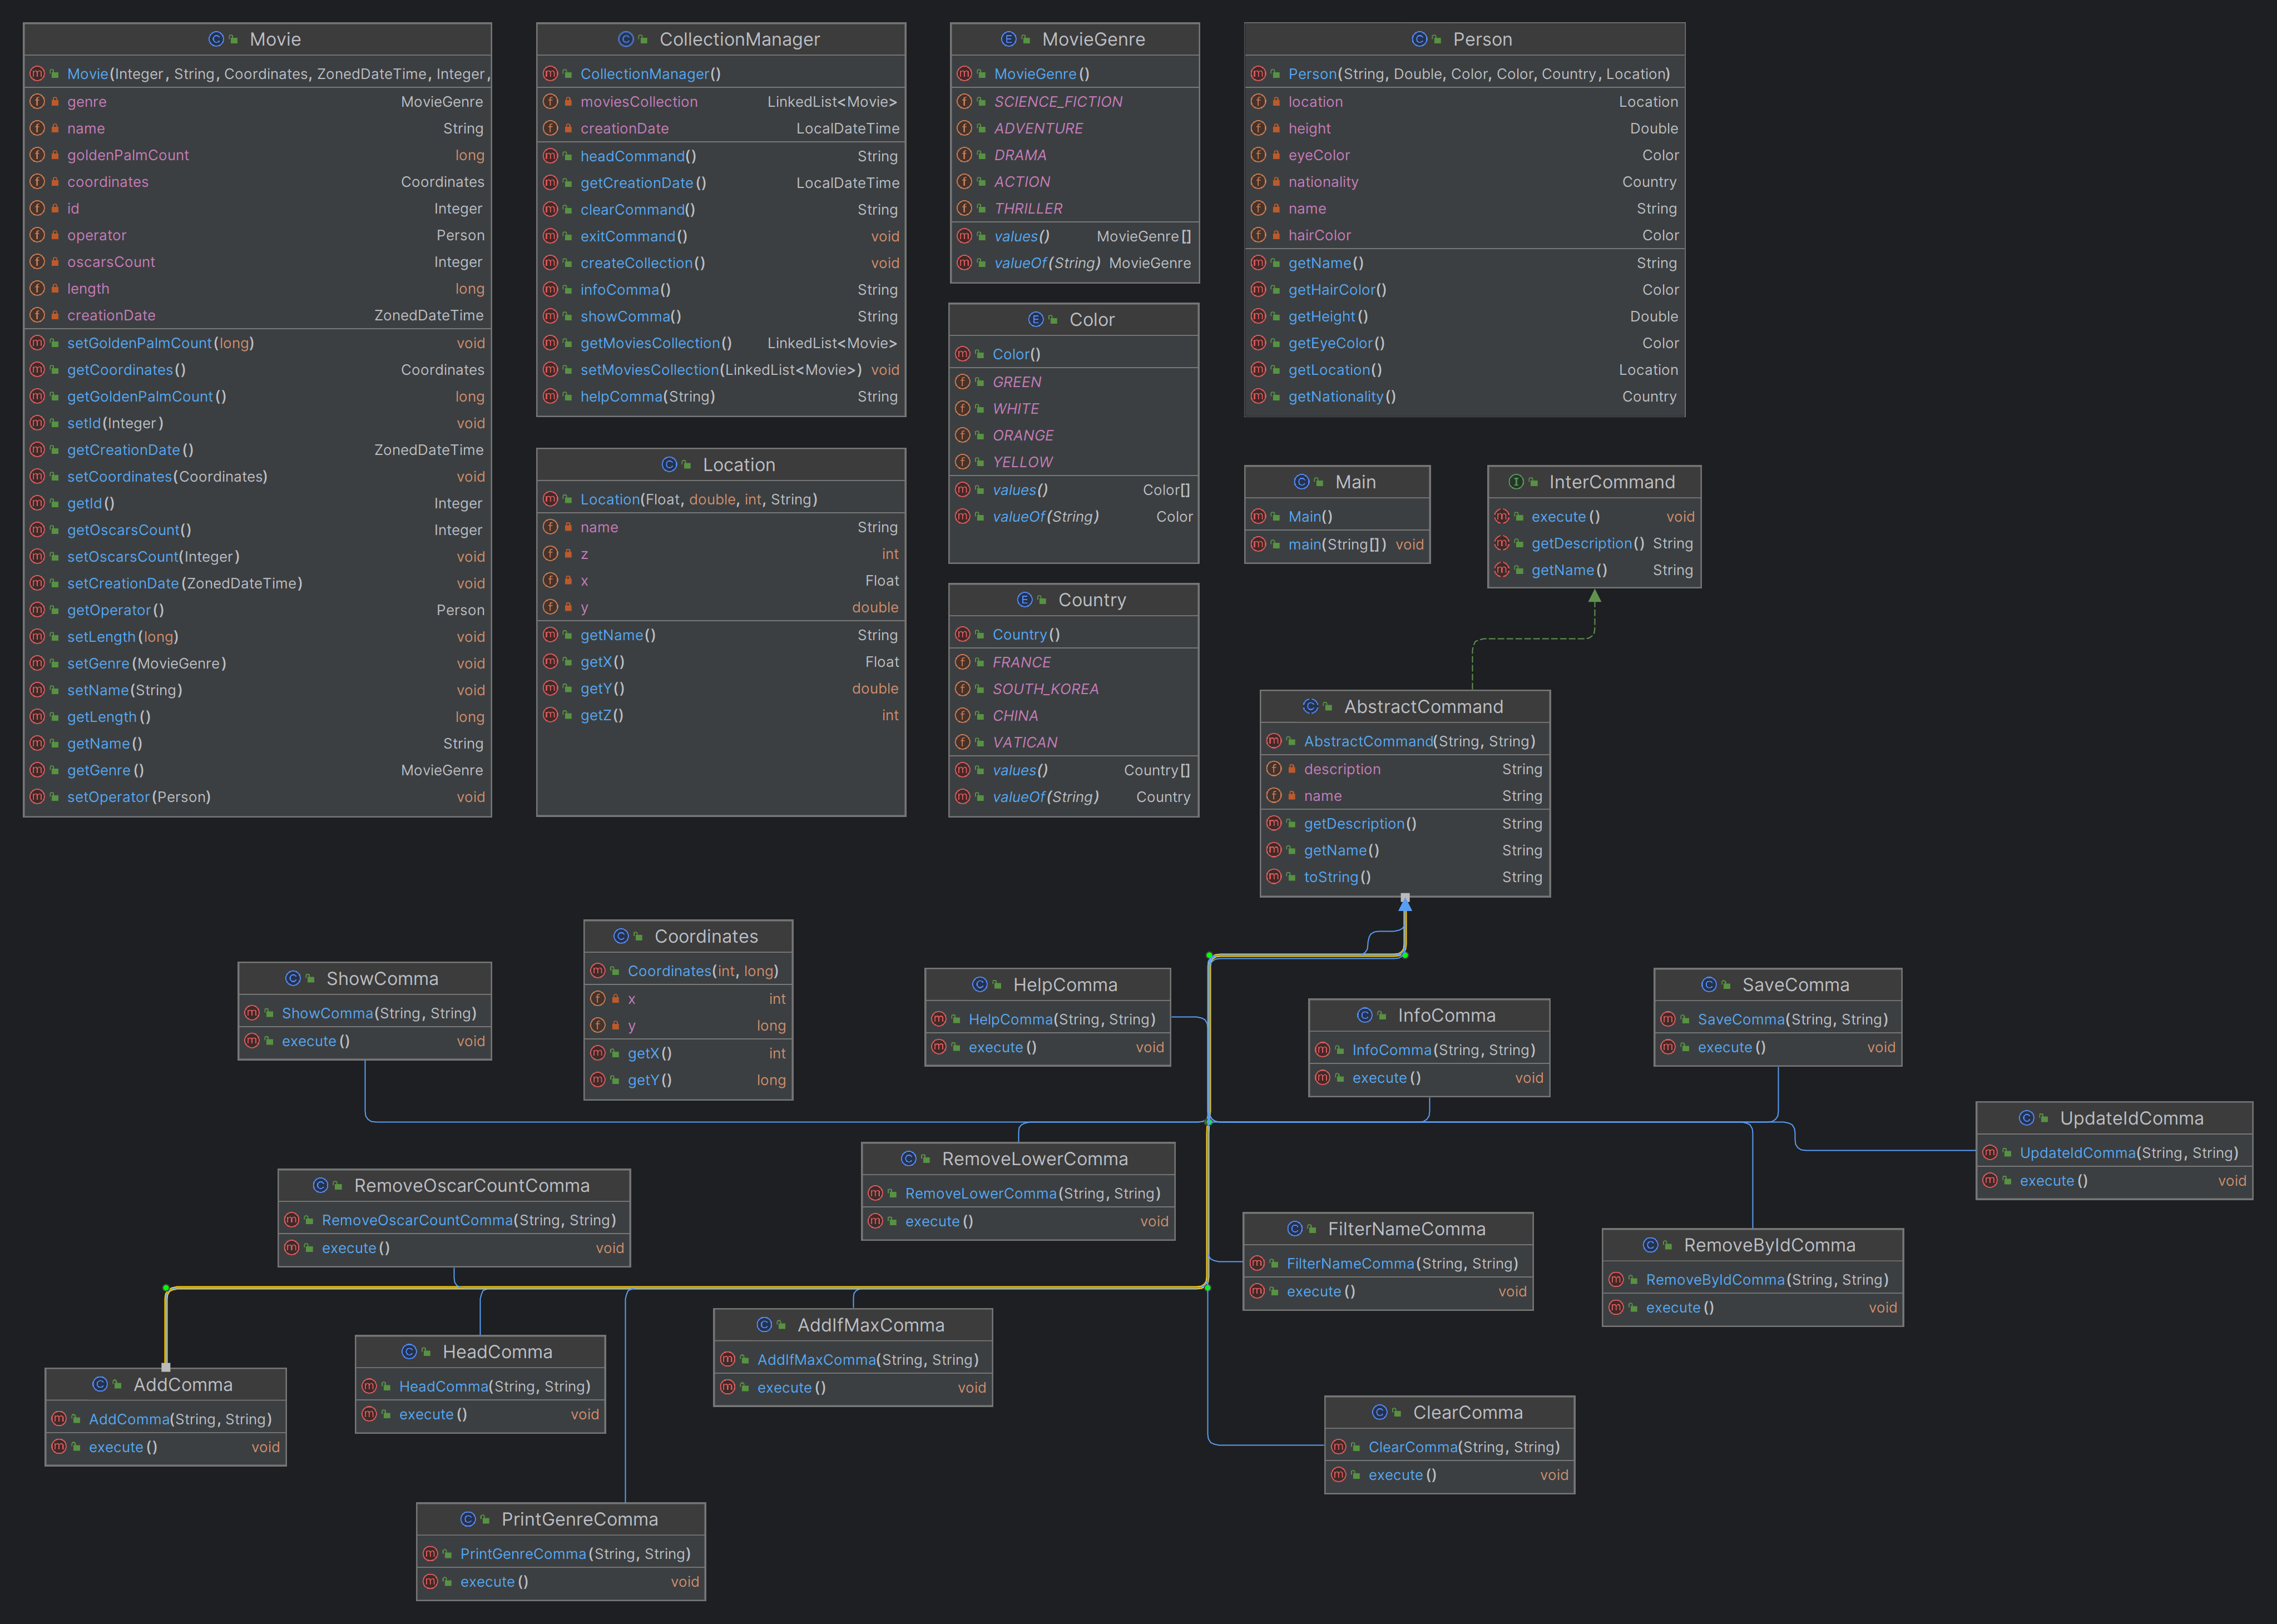 Movie
Movie(Integer, String, Coordinates, ZonedDateTime, Integer,
genre MovieGenre
name String
goldenPalmCount long
coordinates Coordinates
id Integer
operator Person
oscarsCount Integer
length long
creationDate ZonedDateTime
setGoldenPalmCount(long) void
getCoordinates() Coordinates
getGoldenPalmCount() long
setId(Integer) void
getCreationDate() ZonedDateTime
setCoordinates(Coordinates) void
getId() Integer
getOscarsCount() Integer
setOscarsCount(Integer) void
setCreationDate(ZonedDateTime) void
getOperator() Person
setLength(long) void
setGenre(MovieGenre) void
setName(String) void
getLength() long
getName() String
getGenre() MovieGenre
setOperator(Person) void
CollectionManager
CollectionManager()
moviesCollection LinkedList<Movie>
creationDate LocalDateTime
headCommand() String
getCreationDate() LocalDateTime
clearCommand() String
exitCommand() void
createCollection() void
infoComma() String
showComma() String
getMoviesCollection() LinkedList<Movie>
setMoviesCollection(LinkedList<Movie>) void
helpComma(String) String
Location
Location(Float, double, int, String)
name String
z int
x Float
y double
getName() String
getX() Float
getY() double
getZ() int
MovieGenre
MovieGenre()
SCIENCE_FICTION
ADVENTURE
DRAMA
ACTION
THRILLER
values() MovieGenre[]
valueOf(String) MovieGenre
Color
Color()
GREEN
WHITE
ORANGE
YELLOW
values() Color[]
valueOf(String) Color
Country
Country()
FRANCE
SOUTH_KOREA
CHINA
VATICAN
values() Country[]
valueOf(String) Country
Person
Person(String, Double, Color, Color, Country, Location)
location Location
height Double
eyeColor Color
nationality Country
name String
hairColor Color
getName() String
getHairColor() Color
getHeight() Double
getEyeColor() Color
getLocation() Location
getNationality() Country
Main
Main()
main(String[]) void
InterCommand
execute() void
getDescription() String
getName() String
AbstractCommand
AbstractCommand(String, String)
description String
name String
getDescription() String
getName() String
toString() String
ShowComma
ShowComma(String, String)
execute() void
Coordinates
Coordinates(int, long)
x int
y long
getX() int
getY() long
HelpComma
HelpComma(String, String)
execute() void
InfoComma
InfoComma(String, String)
execute() void
SaveComma
SaveComma(String, String)
execute() void
UpdateIdComma
UpdateIdComma(String, String)
execute() void
RemoveLowerComma
RemoveLowerComma(String, String)
execute() void
RemoveOscarCountComma
RemoveOscarCountComma(String, String)
execute() void
FilterNameComma
FilterNameComma(String, String)
execute() void
RemoveByIdComma
RemoveByIdComma(String, String)
execute() void
AddIfMaxComma
AddIfMaxComma(String, String)
execute() void
HeadComma
HeadComma(String, String)
execute() void
AddComma
AddComma(String, String)
execute() void
ClearComma
ClearComma(String, String)
execute() void
PrintGenreComma
PrintGenreComma(String, String)
execute() void